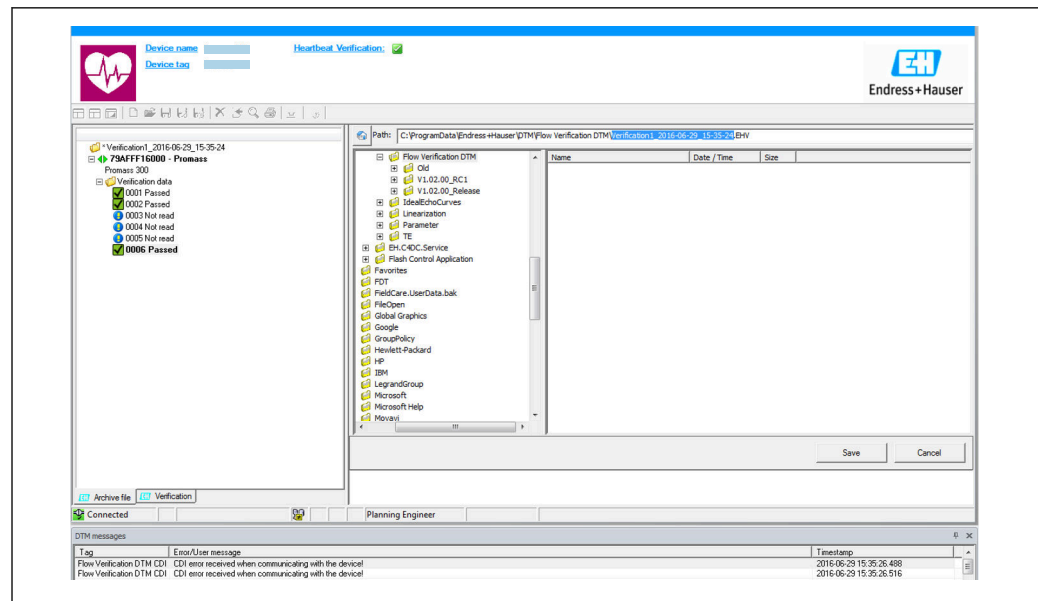 Device name
Heartbeat Verification:
Device tag
EH
Endress+Hauser
Path: C:\ProgramData\Endress+Hauser\DTM\Flow Verification DTM\Verification1_2016-06-29_15-35-24.EHV
* Verification1_2016-06-29_15-35-24
79AFFF16000 - Promass
Promass 300
Verification data
0001 Passed
0002 Passed
0003 Not read
0004 Not read
0005 Not read
0006 Passed
Flow Verification DTM
Old
V1.02.00_RC1
V1.02.00_Release
IdealEchoCurves
Linearization
Parameter
TE
EH.C4DC.Service
Flash Control Application
Favorites
FDT
FieldCare.UserData.bak
FileOpen
Global Graphics
Google
GroupPolicy
Hewlett-Packard
HP
IBM
LegrandGroup
Microsoft
Microsoft Help
Movavi
Name Date / Time Size
Save Cancel
Archive file Verification
Connected Planning Engineer
DTM messages
Tag Error/User message Timestamp
Flow Verification DTM CDI CDI error received when communicating with the device! 2016-06-29 15:35:26.488
Flow Verification DTM CDI CDI error received when communicating with the device! 2016-06-29 15:35:26.516